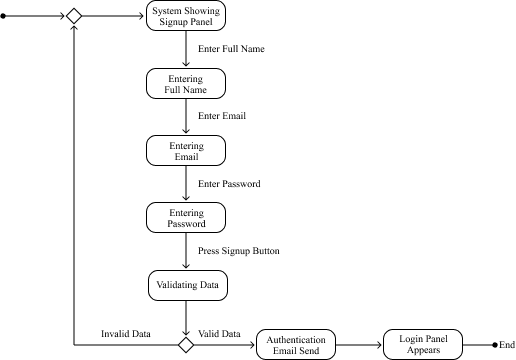 System Showing
Signup Panel
Enter Full Name
Entering
Full Name
Enter Email
Entering
Email
Enter Password
Entering
Password
Press Signup Button
Validating Data
Invalid Data
Valid Data
Authentication
Email Send
Login Panel
Appears
End